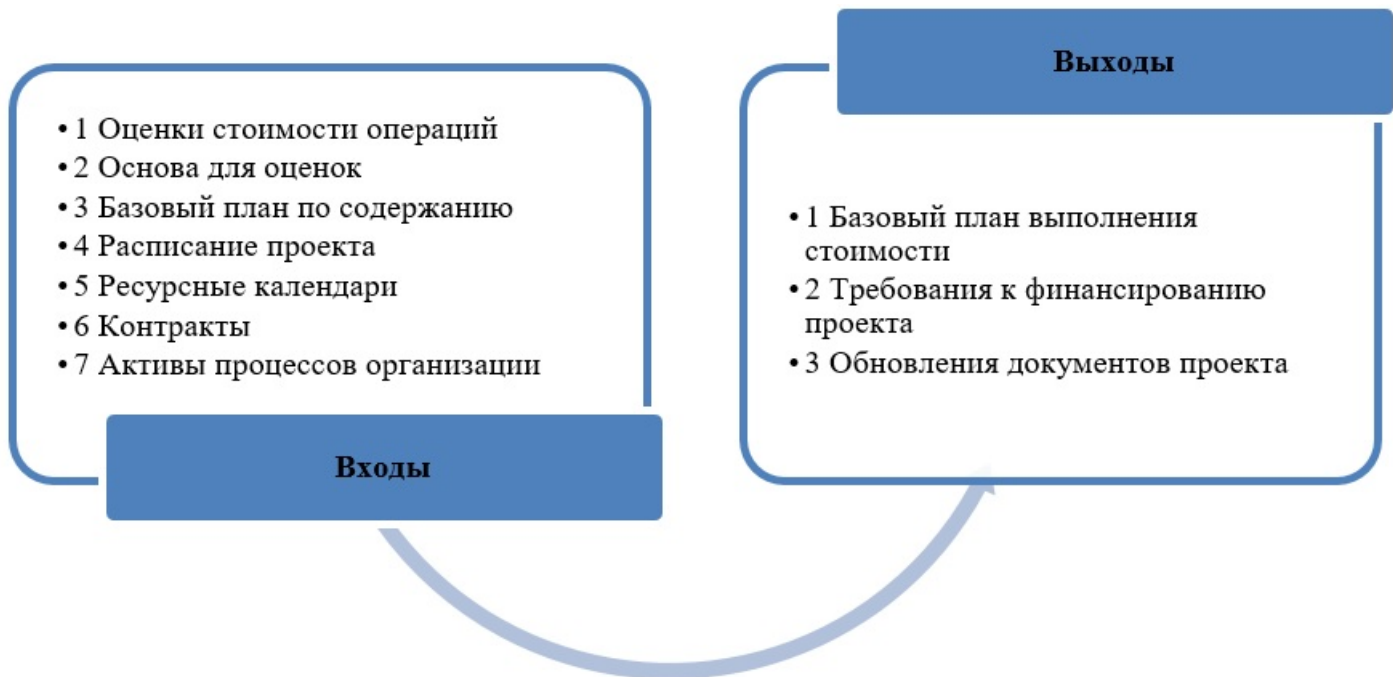 • 1 Оценки стоимости операций
• 2 Основа для оценок
• 3 Базовый план по содержанию
• 4 Расписание проекта
• 5 Ресурсные календари
• 6 Контракты
• 7 Активы процессов организации
Входы
Выходы
• 1 Базовый план выполнения
стоимости
• 2 Требования к финансированию
проекта
• 3 Обновления документов проекта